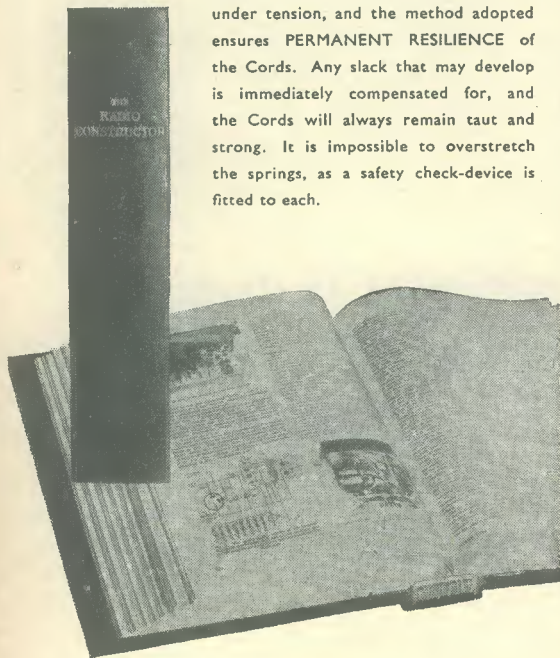 under tension, and the method adopted
ensures PERMANENT RESILIENCE of
the Cords. Any slack that may develop
is immediately compensated for, and
the Cords will always remain taut and
strong. It is impossible to overstretch
the springs, as a safety check-device is
fitted to each.
THE
RADIO
CONSTRUCTOR